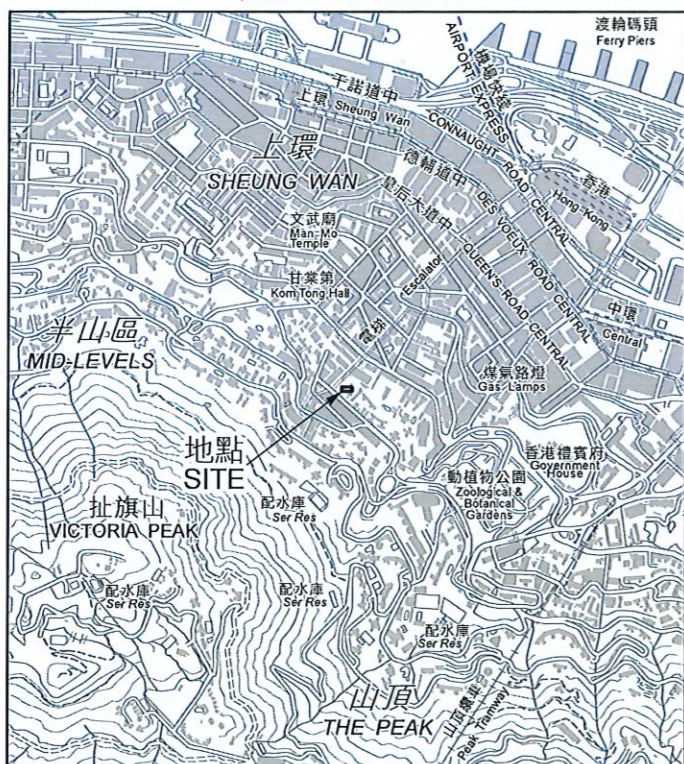 渡輪碼頭
Ferry Piers
機場快綫
AIRPORT EXPRESS
干諾道中
CONNAUGHT ROAD CENTRAL
上環 Sheung Wan
上環
SHEUNG WAN
德輔道中
DES VOEUX ROAD CENTRAL
香港
Hong Kong
皇后大道中
QUEEN'S ROAD CENTRAL
文武廟
Man Mo
Temple
甘棠第
Kom Tong Hall
Escalator
電梯
中環
Central
半山區
MID-LEVELS
煤氣路燈
Gas Lamps
地點
SITE
香港禮賓府
Government
House
動植物公園
Zoological &
Botanical
Gardens
扯旗山
VICTORIA PEAK
配水庫
Ser Res
配水庫
Ser Res
配水庫
Ser Res
配水庫
Ser Res
山頂
THE PEAK
山頂纜車
Peak Tramway